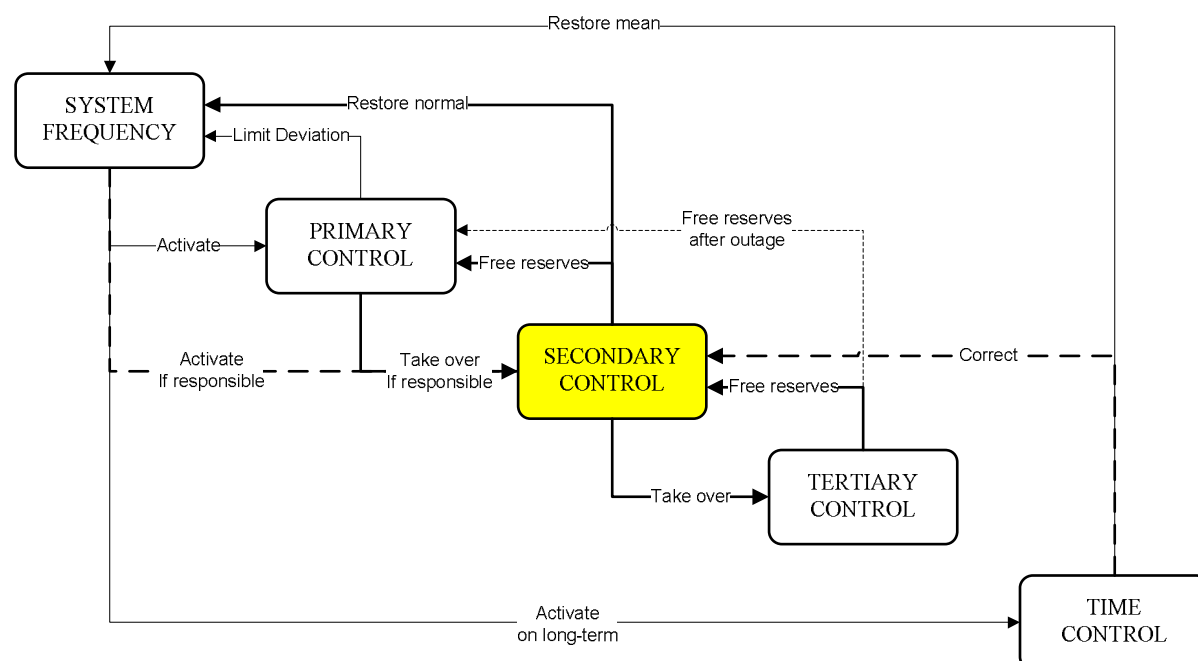 Restore mean
SYSTEM
FREQUENCY
Restore normal
Limit Deviation
PRIMARY
CONTROL
Free reserves
after outage
Activate
Free reserves
SECONDARY
CONTROL
Activate
If responsible
Take over
If responsible
Correct
Free reserves
TERTIARY
CONTROL
Take over
TIME
CONTROL
Activate
on long-term